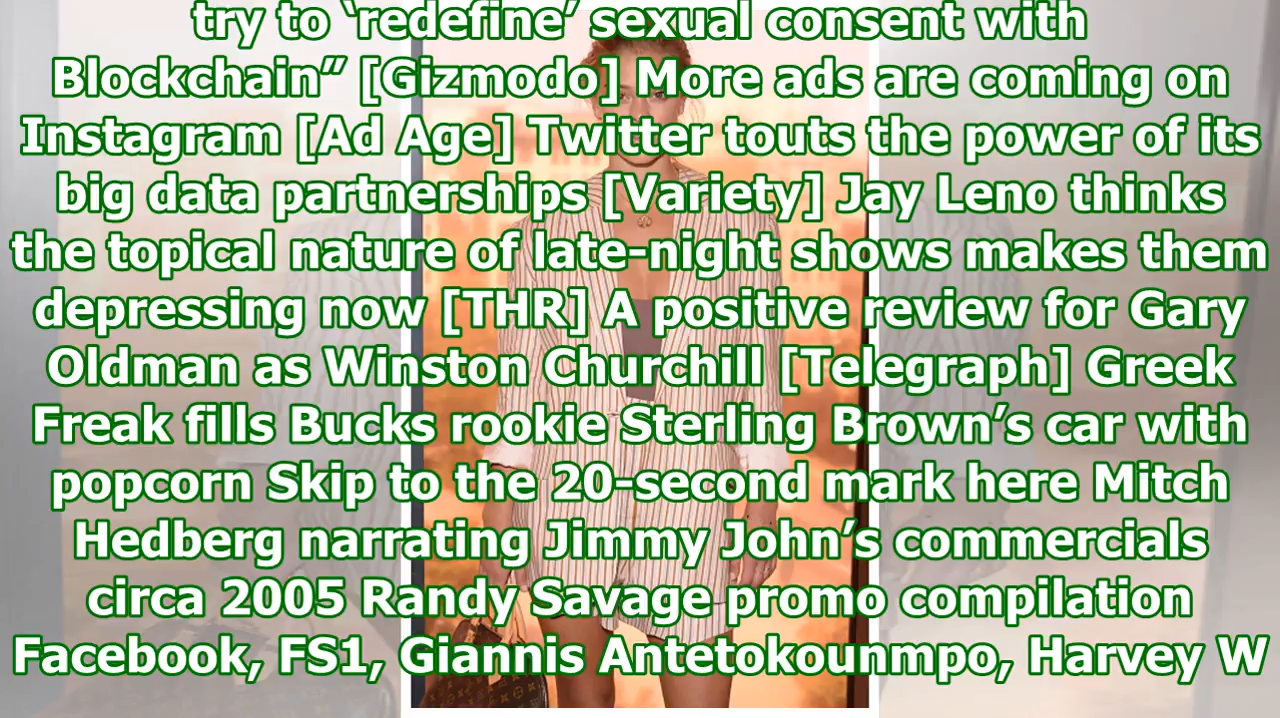 try to ‘redefine’ sexual consent with
Blockchain” [Gizmodo] More ads are coming on
Instagram [Ad Age] Twitter touts the power of its
big data partnerships [Variety] Jay Leno thinks
the topical nature of late-night shows makes them
depressing now [THR] A positive review for Gary
Oldman as Winston Churchill [Telegraph] Greek
Freak fills Bucks rookie Sterling Brown’s car with
popcorn Skip to the 20-second mark here Mitch
Hedberg narrating Jimmy John’s commercials
circa 2005 Randy Savage promo compilation
Facebook, FS1, Giannis Antetokounmpo, Harvey W